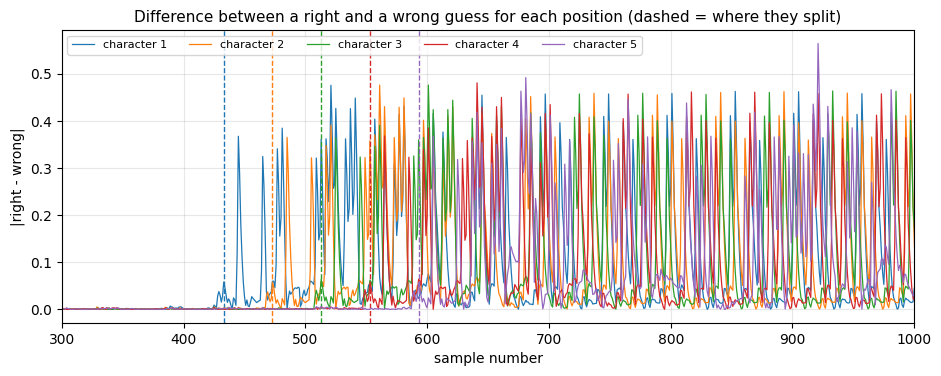 Difference between a right and a wrong guess for each position (dashed = where they split)
character 1 character 2 character 3 character 4 character 5
|right - wrong|
0.5
0.4
0.3
0.2
0.1
0.0
300 400 500 600 700 800 900 1000
sample number